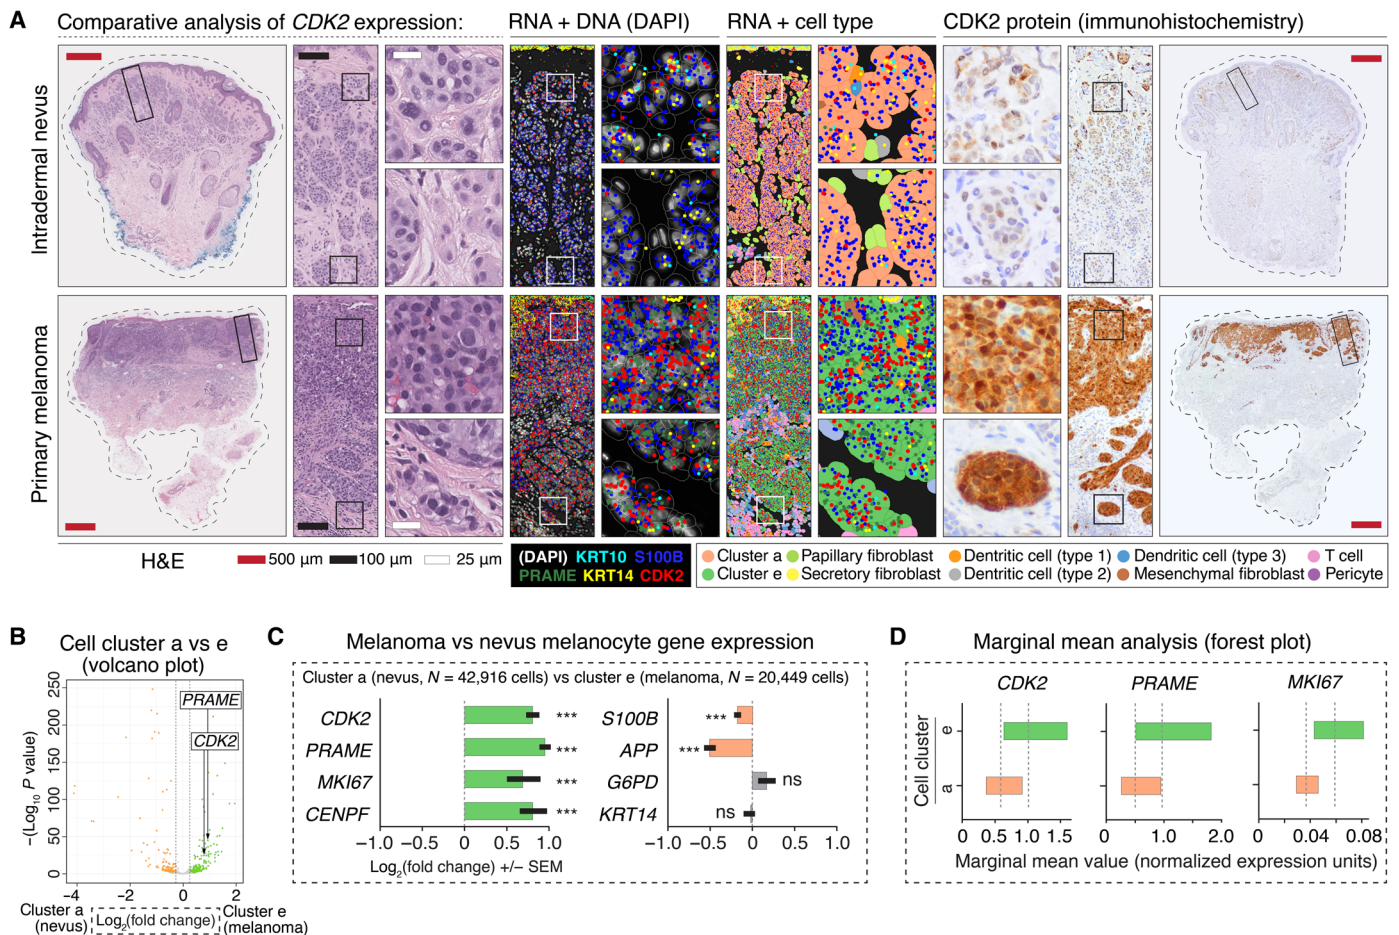 A
Comparative analysis of CDK2 expression:
RNA + DNA (DAPI)
RNA + cell type
CDK2 protein (immunohistochemistry)
Intradermal nevus
Primary melanoma
H&E
500 µm
100 µm
25 µm
(DAPI) KRT10 S100B
PRAME KRT14 CDK2
Cluster a
Papillary fibroblast
Dentritic cell (type 1)
Dendritic cell (type 3)
T cell
Cluster e
Secretory fibroblast
Dentritic cell (type 2)
Mesenchymal fibroblast
Pericyte
B
Cell cluster a vs e
(volcano plot)
−(Log10 P value)
250
200
150
100
50
0
PRAME
CDK2
−4
−2
0
2
Cluster a
(nevus)
Log2(fold change)
Cluster e
(melanoma)
C
Melanoma vs nevus melanocyte gene expression
Cluster a (nevus, N = 42,916 cells) vs cluster e (melanoma, N = 20,449 cells)
CDK2
***
PRAME
***
MKI67
***
CENPF
***
−1.0 −0.5 0 0.5 1.0
Log2(fold change) +/− SEM
S100B
***
APP
***
G6PD
ns
KRT14
ns
−1.0 −0.5 0 0.5 1.0
D
Marginal mean analysis (forest plot)
CDK2
PRAME
MKI67
Cell cluster
e
a
0 0.5 1.0 1.5
0 1.0 2.0
0 0.04 0.08
Marginal mean value (normalized expression units)